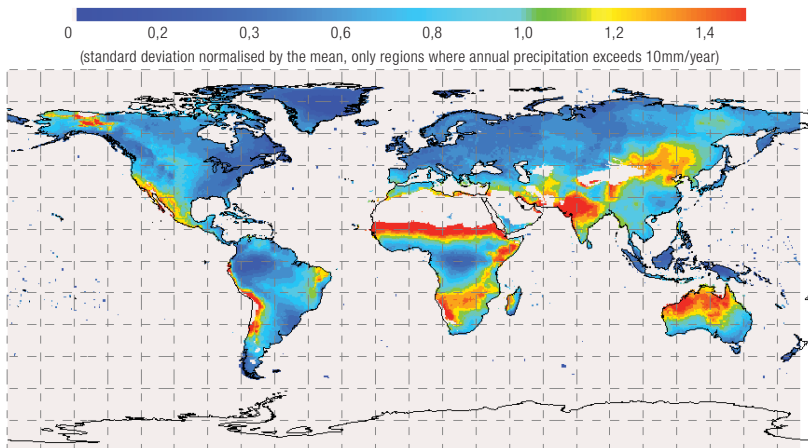 0 0,2 0,3 0,6 0,8 1,0 1,2 1,4
(standard deviation normalised by the mean, only regions where annual precipitation exceeds 10mm/year)